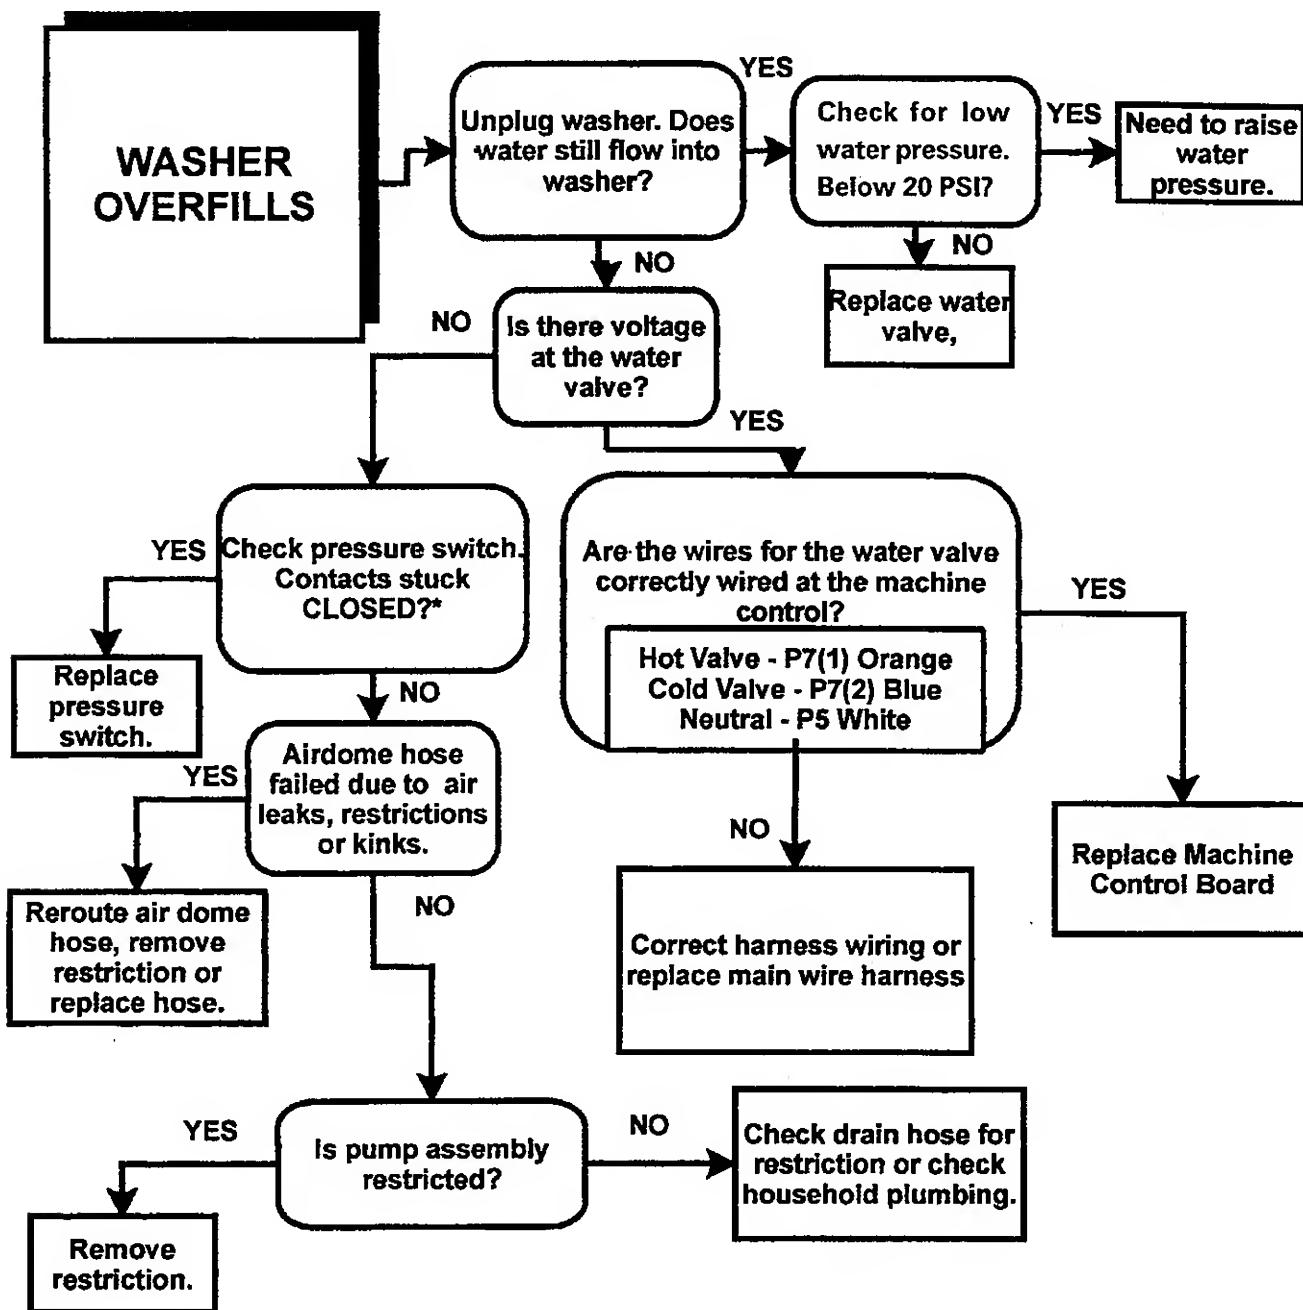 WASHER
OVERFILLS
Unplug washer. Does
water still flow into
washer?
YES
Check for low
water pressure.
Below 20 PSI?
YES
Need to raise
water
pressure.
NO
Replace water
valve,
NO
Is there voltage
at the water
valve?
NO
YES
Check pressure switch.
Contacts stuck
CLOSED?*
YES
Replace
pressure
switch.
NO
Are the wires for the water valve
correctly wired at the machine
control?
Hot Valve - P7(1) Orange
Cold Valve - P7(2) Blue
Neutral - P5 White
YES
Replace Machine
Control Board
NO
Correct harness wiring or
replace main wire harness
Airdome hose
failed due to air
leaks, restrictions
or kinks.
YES
Reroute air dome
hose, remove
restriction or
replace hose.
NO
Is pump assembly
restricted?
YES
Remove
restriction.
NO
Check drain hose for
restriction or check
household plumbing.